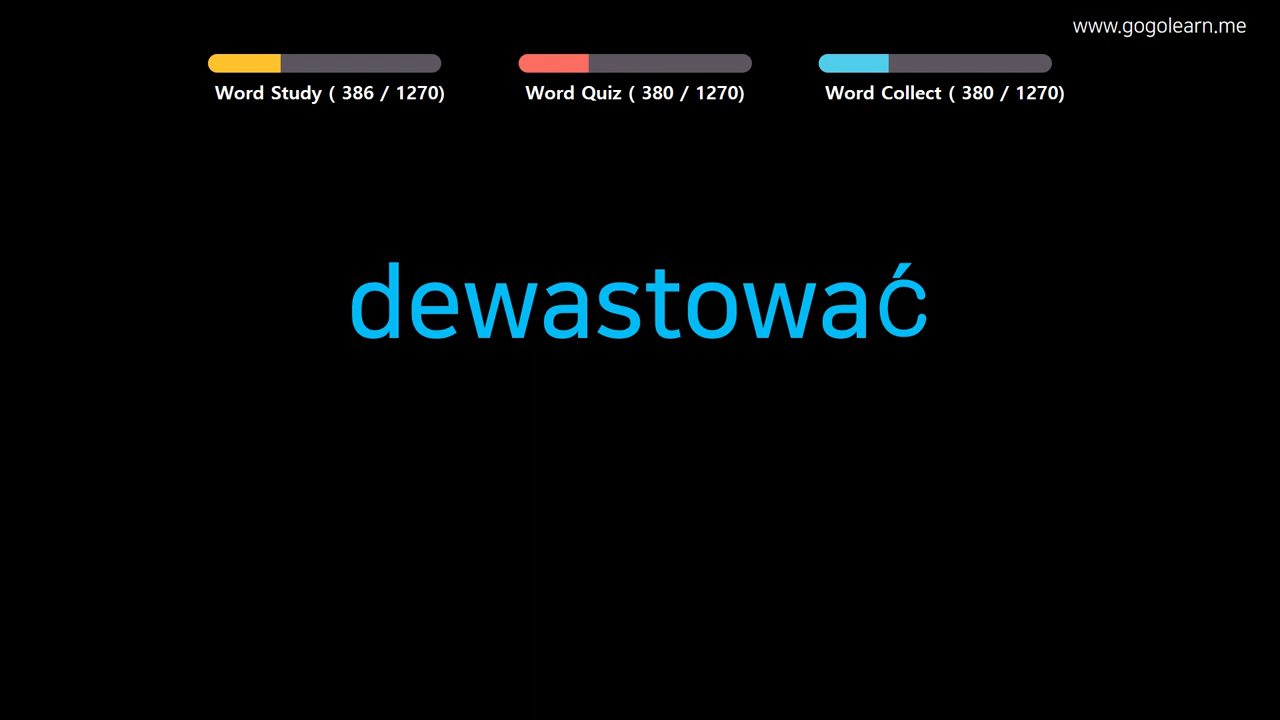 www.gogolearn.me
Word Study ( 386 / 1270)
Word Quiz ( 380 / 1270)
Word Collect ( 380 / 1270)
dewastować